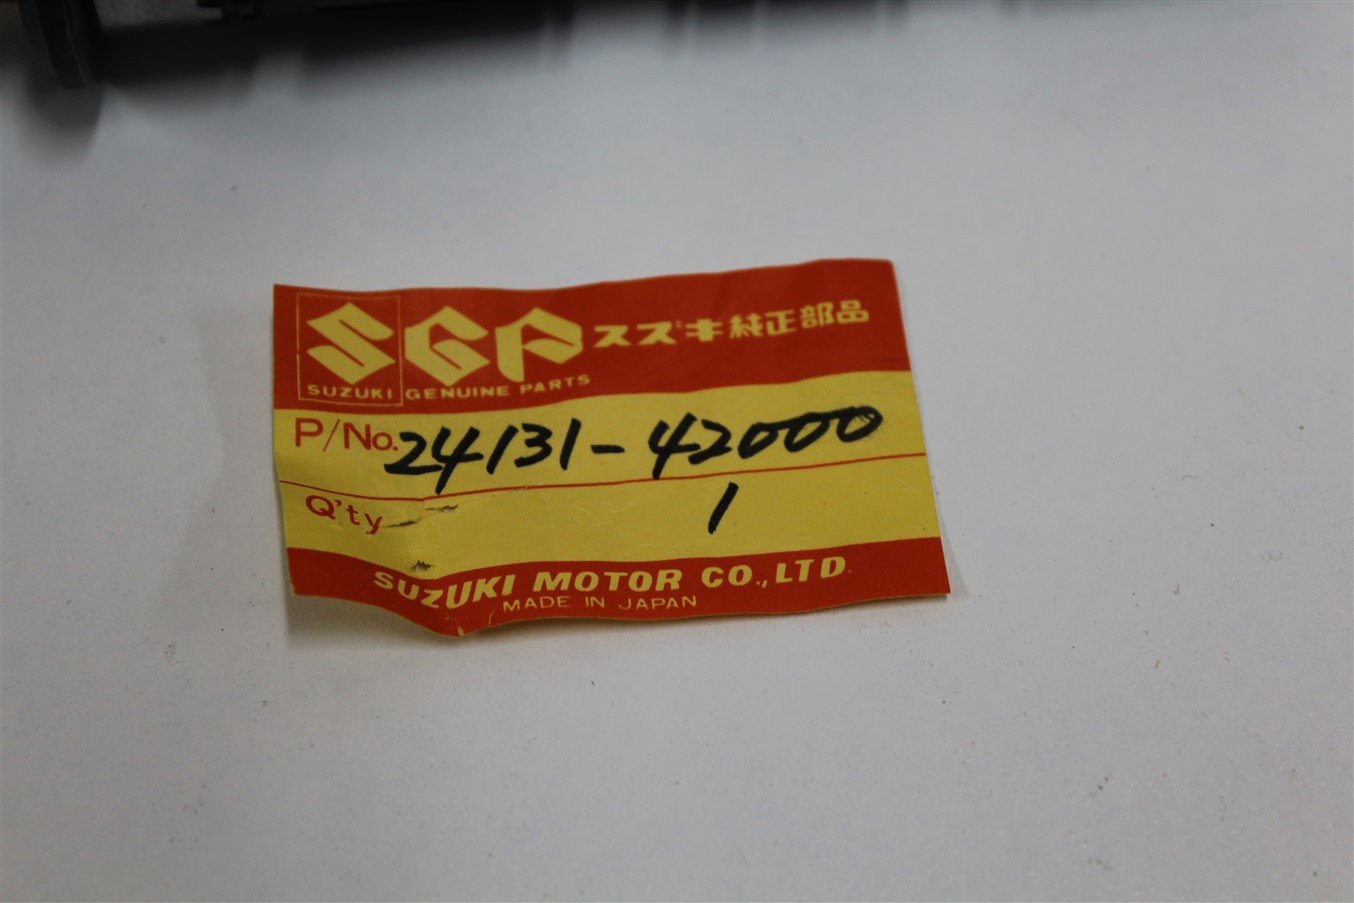 SGP スズキ純正部品
SUZUKI GENUINE PARTS
P/No. 24131-42000
Q'ty 1
SUZUKI MOTOR CO., LTD.
MADE IN JAPAN